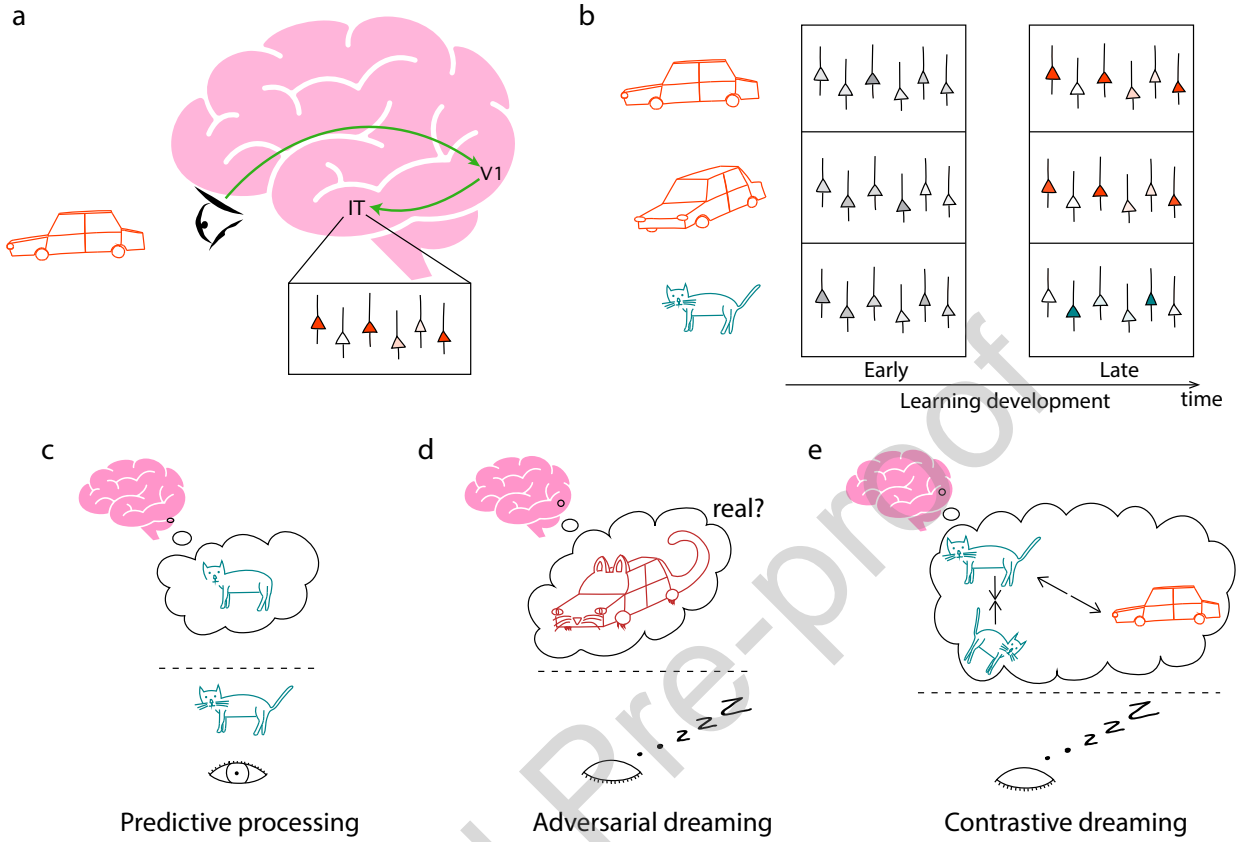 a
b
V1
IT
Early
Late
Learning development
time
c
d
e
real?
z z Z
z z Z
Predictive processing
Adversarial dreaming
Contrastive dreaming
Pre-proof